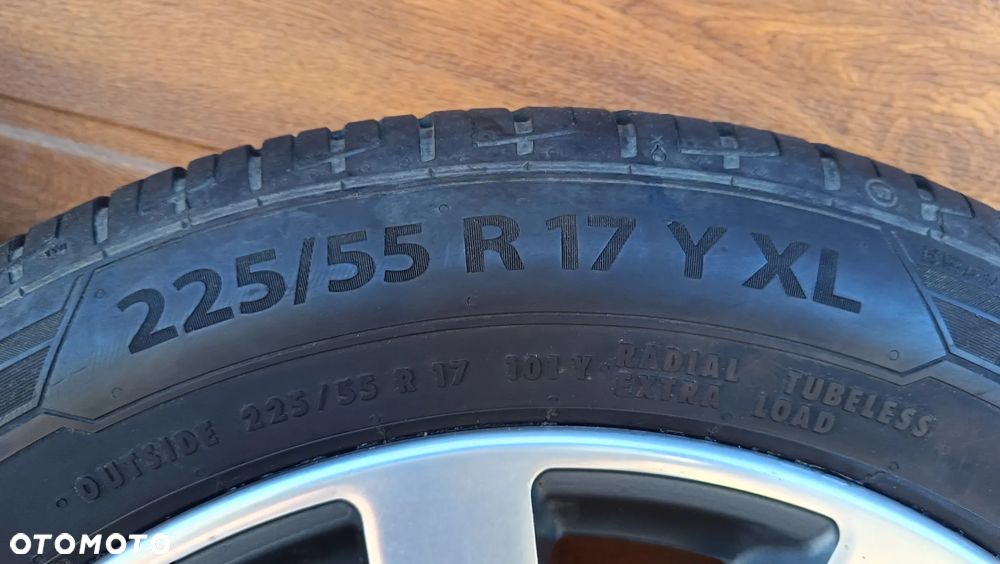 225/55 R 17 Y XL
OUTSIDE 225/55 R 17 101 Y RADIAL TUBELESS
EXTRA LOAD
OTOMOTO